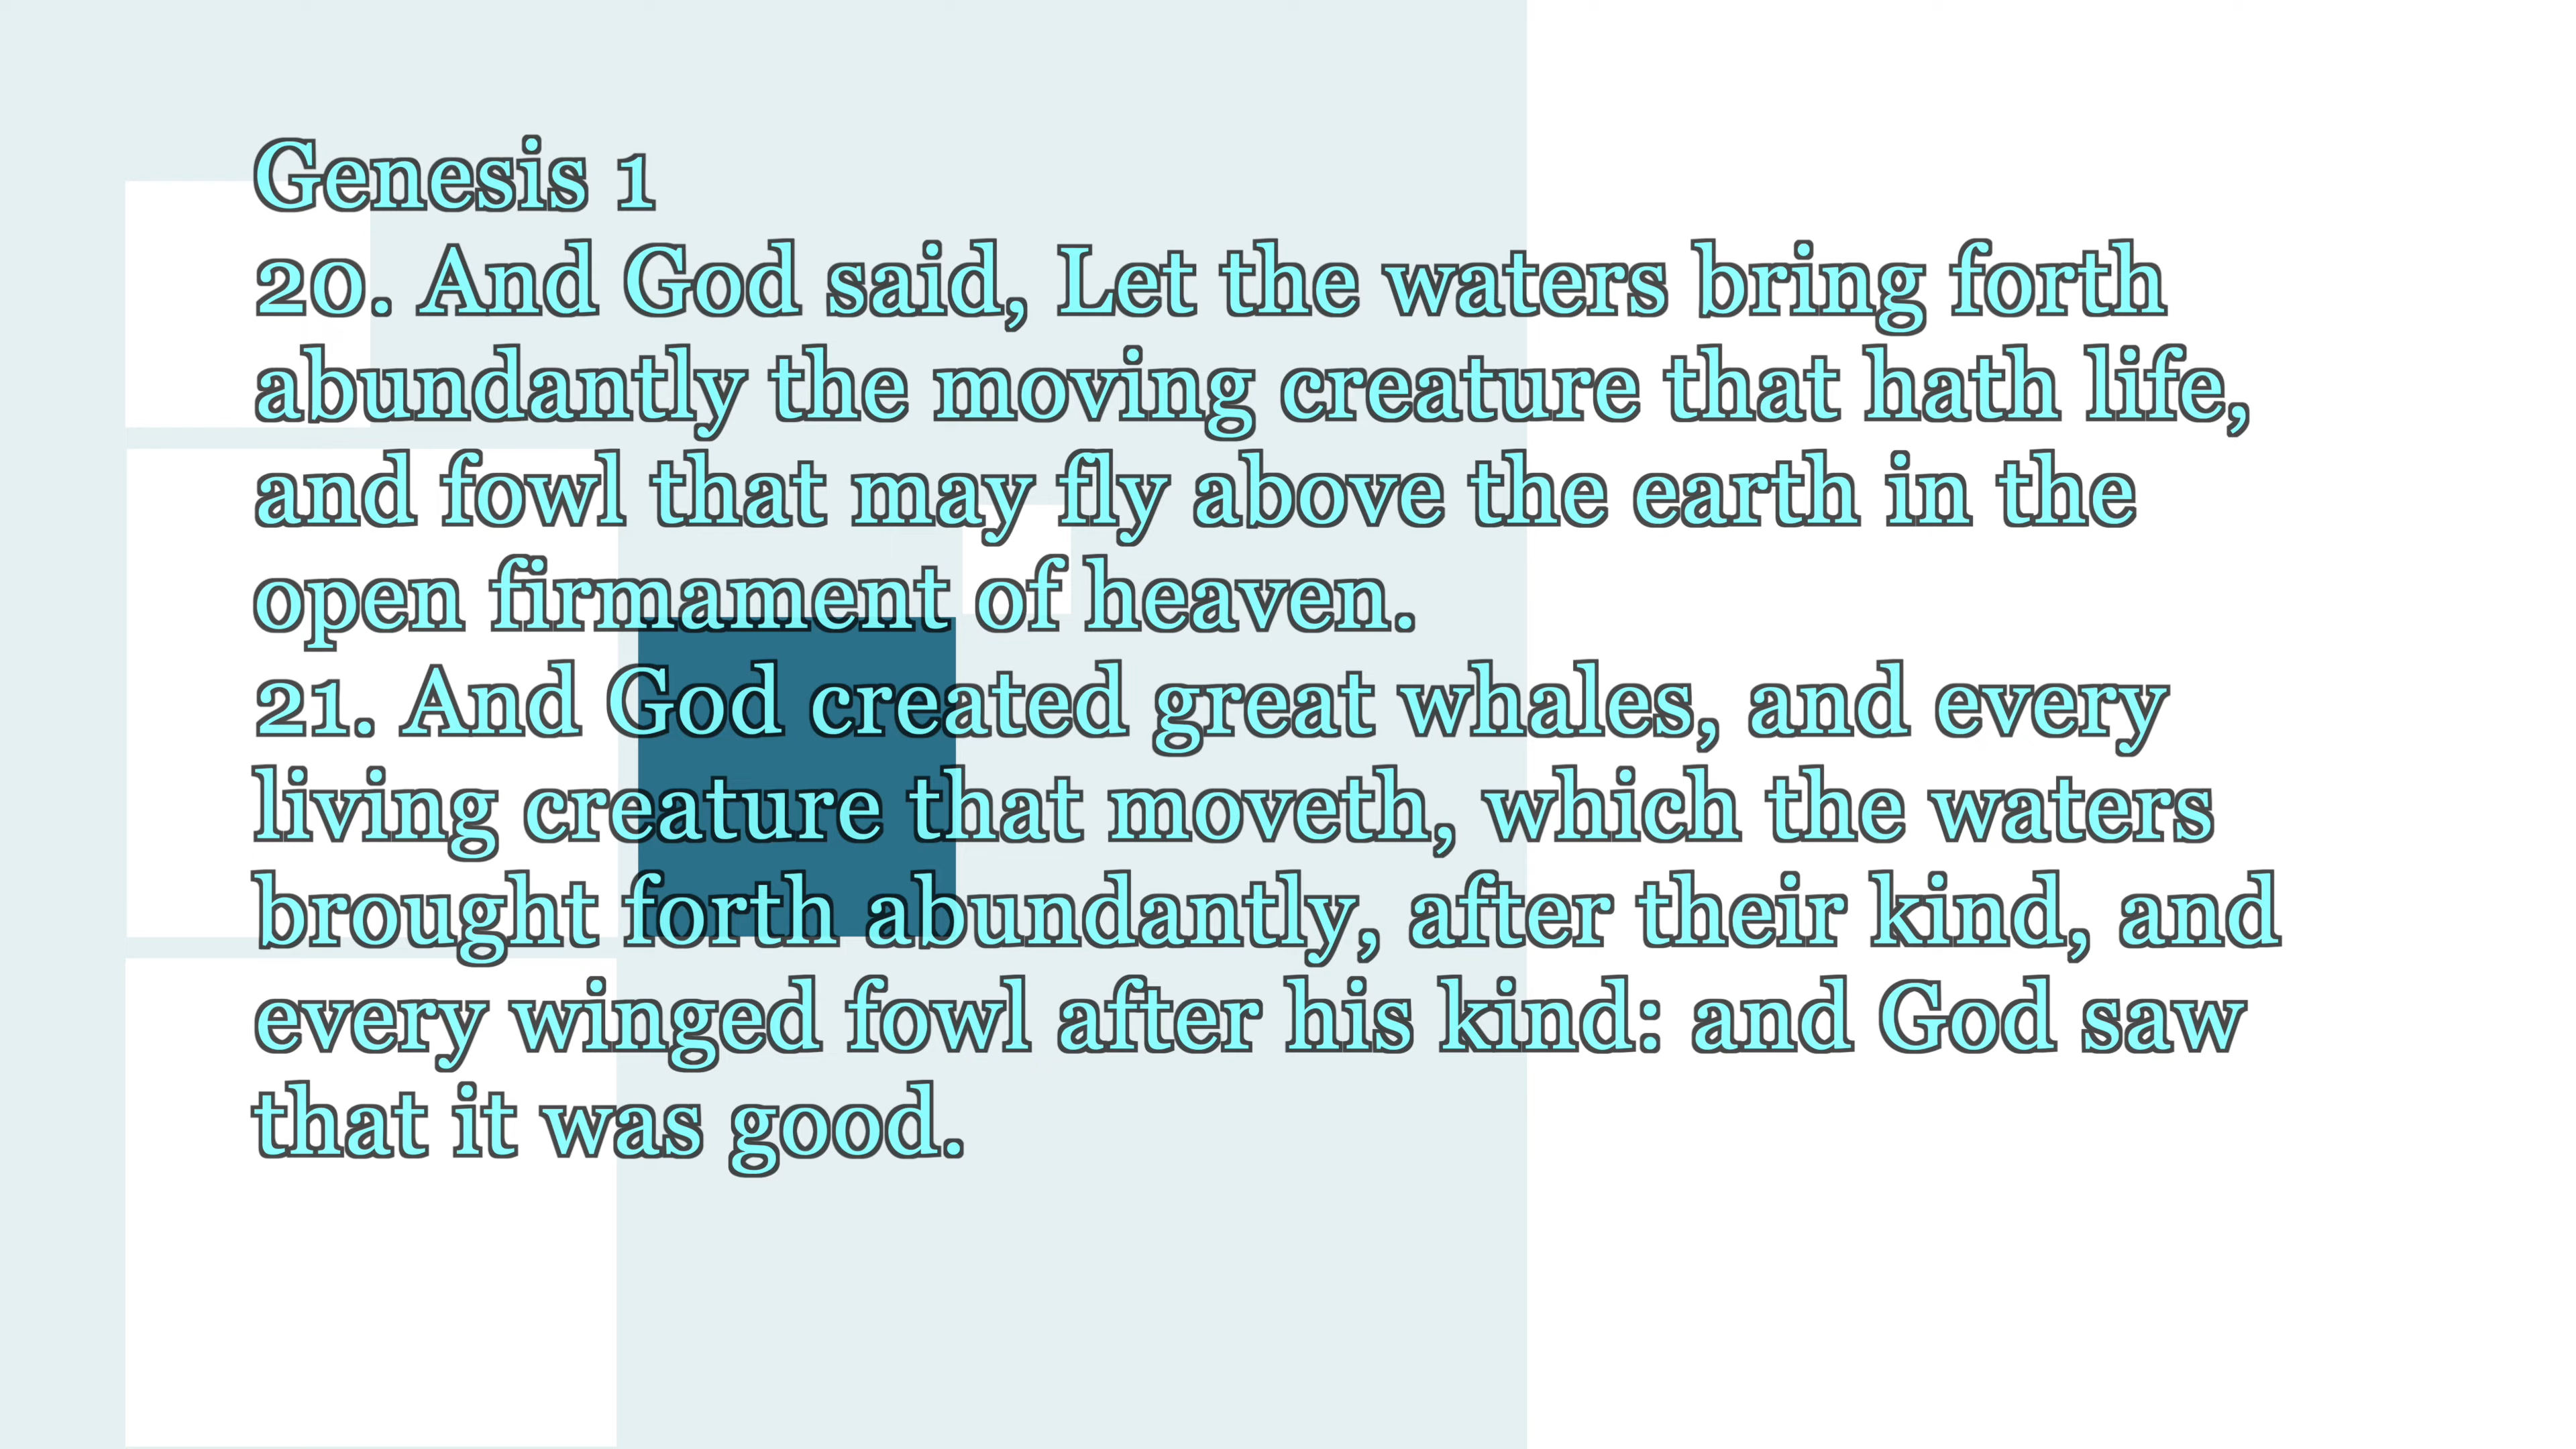 Genesis 1
20. And God said, Let the waters bring forth
abundantly the moving creature that hath life,
and fowl that may fly above the earth in the
open firmament of heaven.
21. And God created great whales, and every
living creature that moveth, which the waters
brought forth abundantly, after their kind, and
every winged fowl after his kind: and God saw
that it was good.